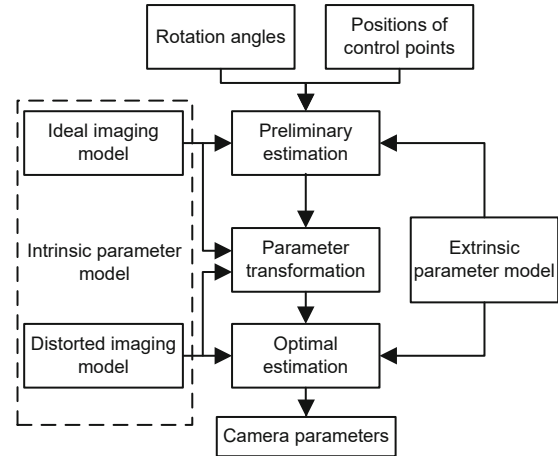 Rotation angles
Positions of
control points
Ideal imaging
model
Preliminary
estimation
Intrinsic parameter
model
Parameter
transformation
Extrinsic
parameter model
Distorted imaging
model
Optimal
estimation
Camera parameters